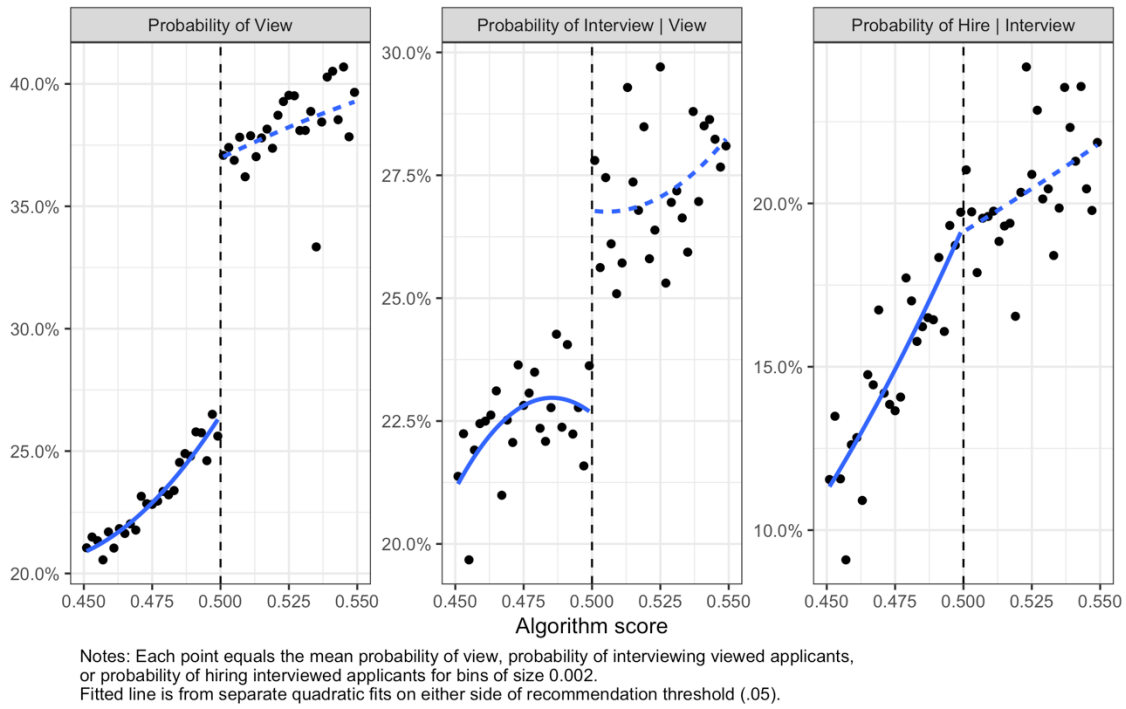 Probability of View
Probability of Interview | View
Probability of Hire | Interview
40.0%
35.0%
25.0%
20.0%
30.0%
27.5%
25.0%
22.5%
20.0%
20.0%
15.0%
10.0%
0.450 0.475 0.500 0.525 0.550
0.450 0.475 0.500 0.525 0.550
0.450 0.475 0.500 0.525 0.550
Algorithm score
Notes: Each point equals the mean probability of view, probability of interviewing viewed applicants,
or probability of hiring interviewed applicants for bins of size 0.002.
Fitted line is from separate quadratic fits on either side of recommendation threshold (.05).